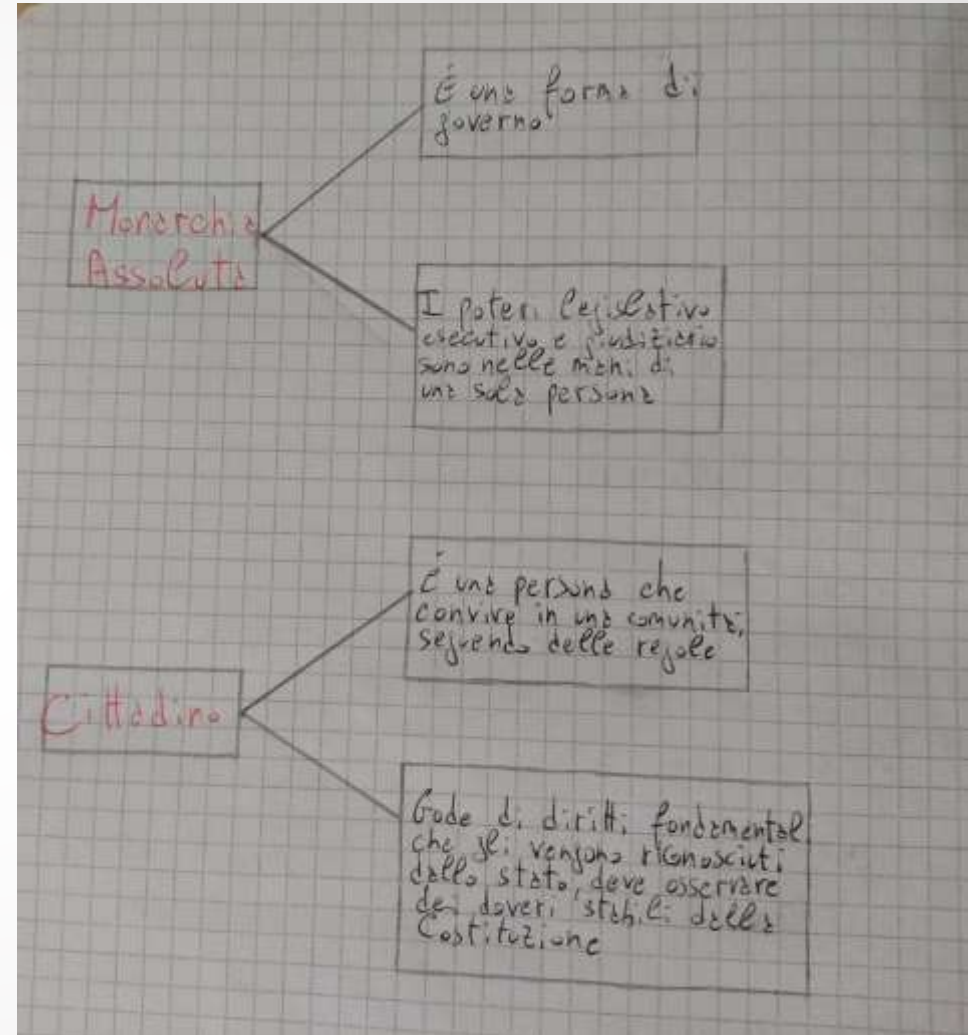 Monarchia
Assoluta
È una forma di
governo
I poteri legislativo
esecutivo e giudiziario
sono nelle mani di
una sola persona
Cittadino
È una persona che
convive in una comunità,
seguendo delle regole
Gode di diritti fondamental
che gli vengono riconosciuti
dallo stato, deve osservare
dei doveri stabili dalla
Costituzione